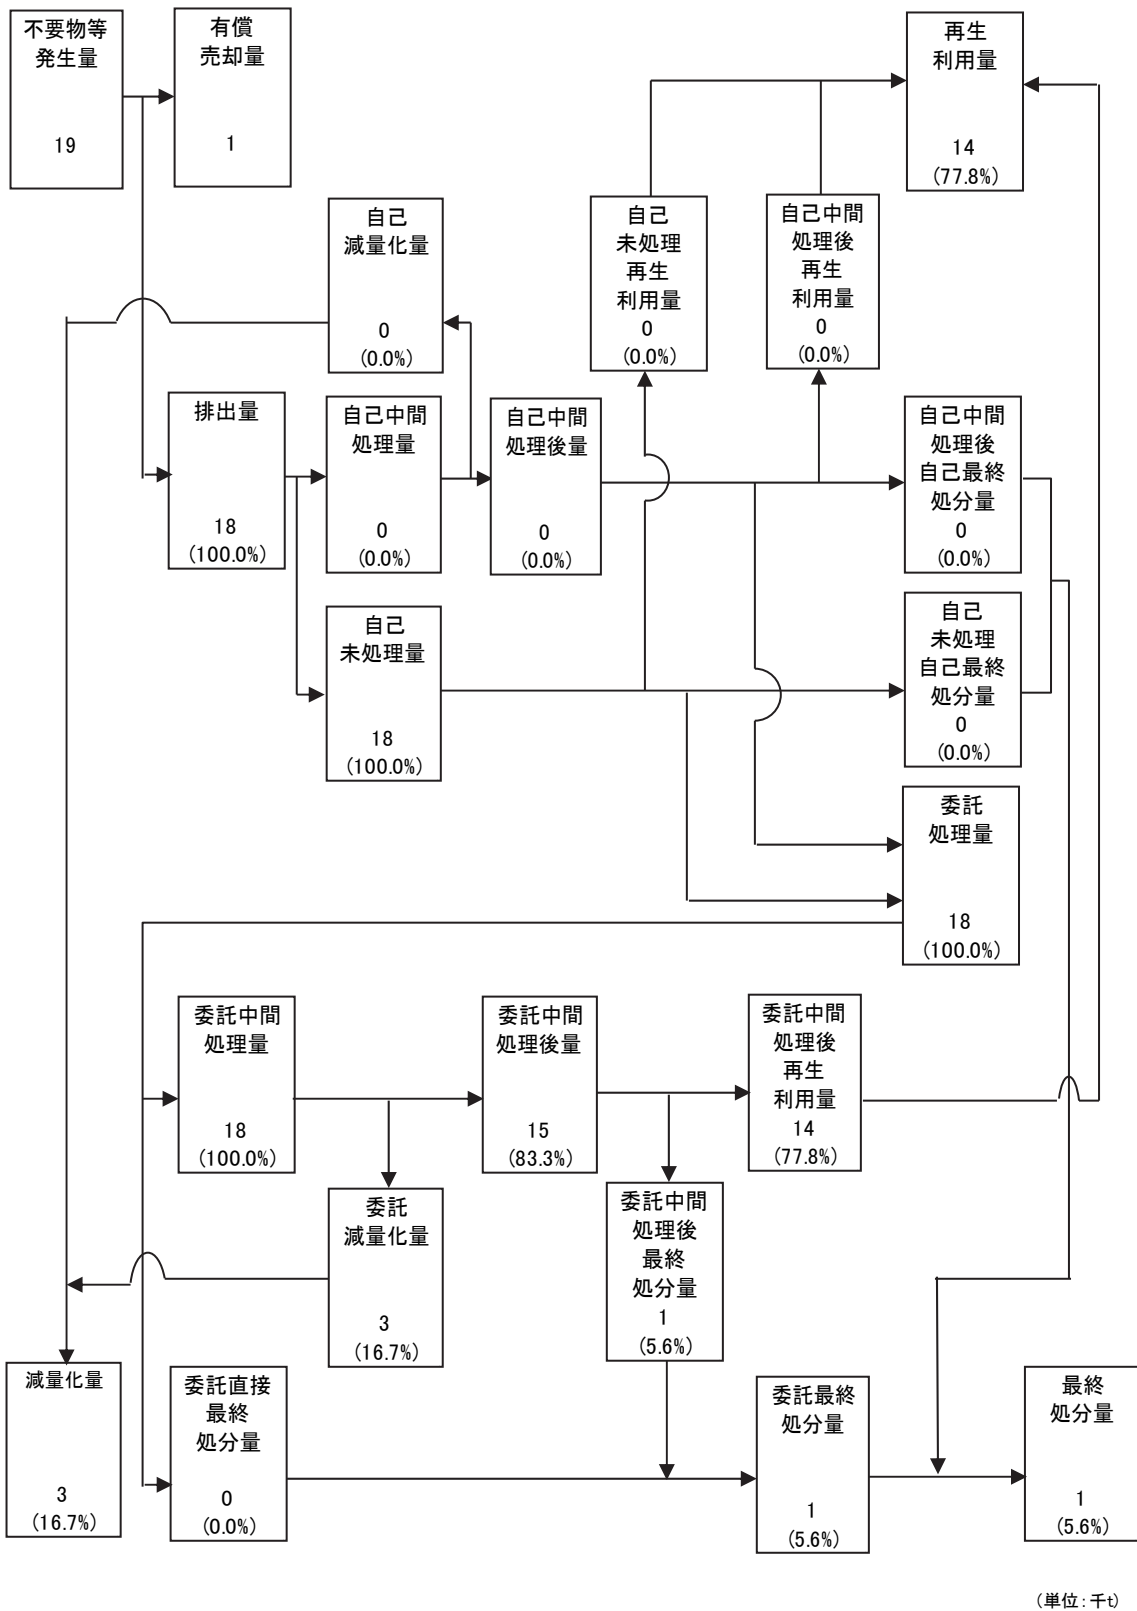 不要物等
発生量
19
有償
売却量
1
再生
利用量
14
(77.8%)
自己
減量化量
0
(0.0%)
自己
未処理
再生
利用量
0
(0.0%)
自己中間
処理後
再生
利用量
0
(0.0%)
排出量
18
(100.0%)
自己中間
処理量
0
(0.0%)
自己中間
処理後量
0
(0.0%)
自己中間
処理後
自己最終
処分量
0
(0.0%)
自己
未処理量
18
(100.0%)
自己
未処理
自己最終
処分量
0
(0.0%)
委託
処理量
18
(100.0%)
委託中間
処理量
18
(100.0%)
委託中間
処理後量
15
(83.3%)
委託中間
処理後
再生
利用量
14
(77.8%)
委託
減量化量
3
(16.7%)
委託中間
処理後
最終
処分量
1
(5.6%)
減量化量
3
(16.7%)
委託直接
最終
処分量
0
(0.0%)
委託最終
処分量
1
(5.6%)
最終
処分量
1
(5.6%)
(単位:千t)